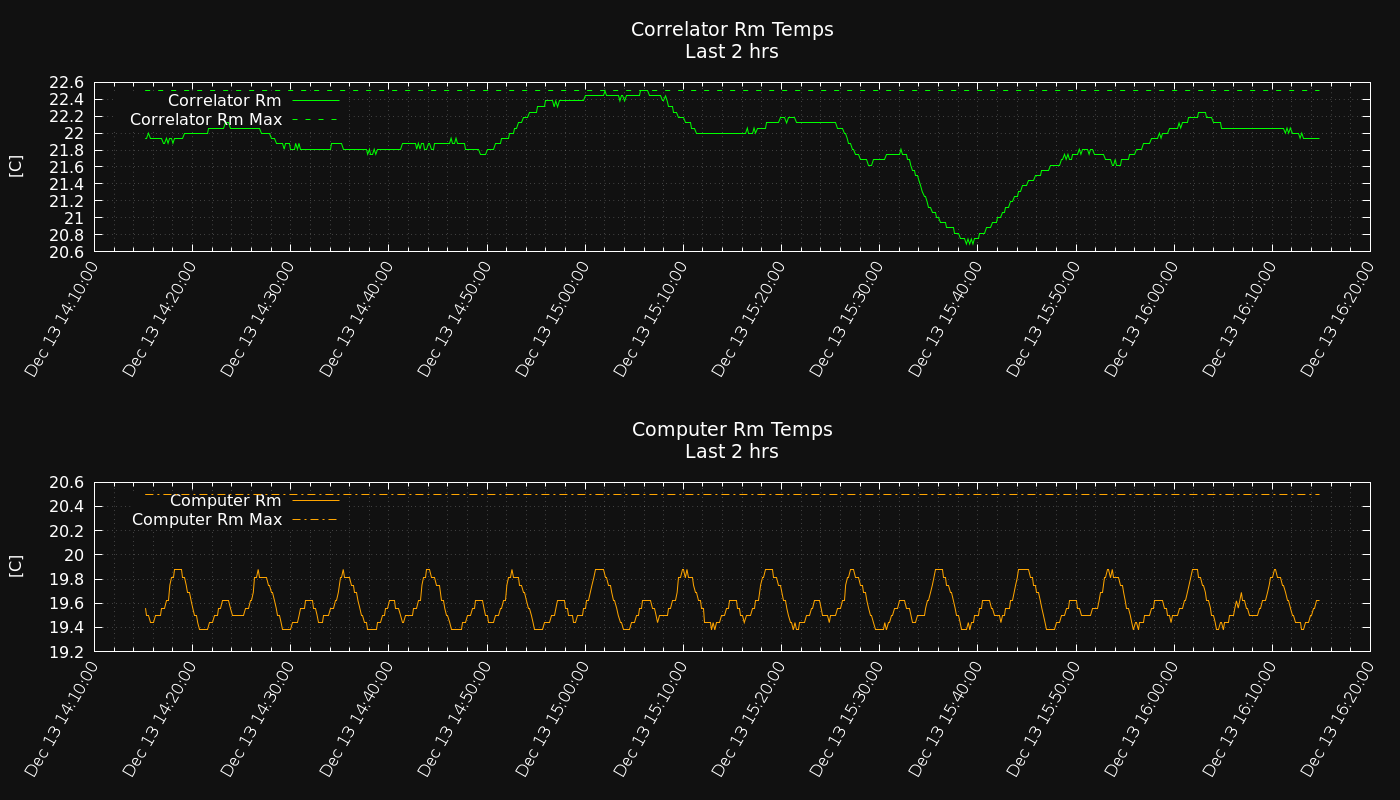 Correlator Rm Temps
Last 2 hrs
[C]
22.6
22.4
22.2
22
21.8
21.6
21.4
21.2
21
20.8
20.6
Correlator Rm
Correlator Rm Max
Dec 13 14:10:00
Dec 13 14:20:00
Dec 13 14:30:00
Dec 13 14:40:00
Dec 13 14:50:00
Dec 13 15:00:00
Dec 13 15:10:00
Dec 13 15:20:00
Dec 13 15:30:00
Dec 13 15:40:00
Dec 13 15:50:00
Dec 13 16:00:00
Dec 13 16:10:00
Dec 13 16:20:00
Computer Rm Temps
Last 2 hrs
[C]
20.6
20.4
20.2
20
19.8
19.6
19.4
19.2
Computer Rm
Computer Rm Max
Dec 13 14:10:00
Dec 13 14:20:00
Dec 13 14:30:00
Dec 13 14:40:00
Dec 13 14:50:00
Dec 13 15:00:00
Dec 13 15:10:00
Dec 13 15:20:00
Dec 13 15:30:00
Dec 13 15:40:00
Dec 13 15:50:00
Dec 13 16:00:00
Dec 13 16:10:00
Dec 13 16:20:00